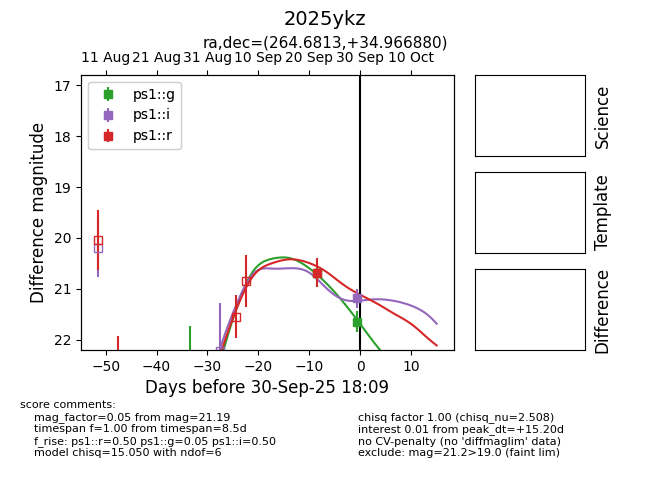 2025ykz
ra,dec=(264.6813,+34.966880)
11 Aug 21 Aug 31 Aug 10 Sep 20 Sep 30 Sep 10 Oct
17
18
19
20
21
22
Difference magnitude
ps1::g
ps1::i
ps1::r
−50 −40 −30 −20 −10 0 10
Days before 30-Sep-25 18:09
Science
Template
Difference
score comments:
mag_factor=0.05 from mag=21.19
timespan f=1.00 from timespan=8.5d
f_rise: ps1::r=0.50 ps1::g=0.05 ps1::i=0.50
model chisq=15.050 with ndof=6
chisq factor 1.00 (chisq_nu=2.508)
interest 0.01 from peak_dt=+15.20d
no CV-penalty (no 'diffmaglim' data)
exclude: mag=21.2>19.0 (faint lim)